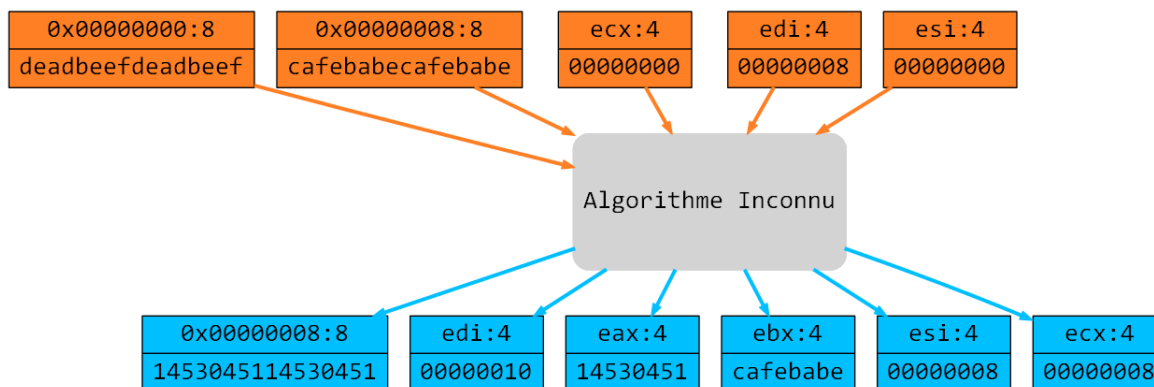 0x00000000:8
0x00000008:8
ecx:4
edi:4
esi:4
deadbeefdeadbeef
cafebabecafebabe
00000000
00000008
00000000
Algorithme Inconnu
0x00000008:8
edi:4
eax:4
ebx:4
esi:4
ecx:4
1453045114530451
00000010
14530451
cafebabe
00000008
00000008